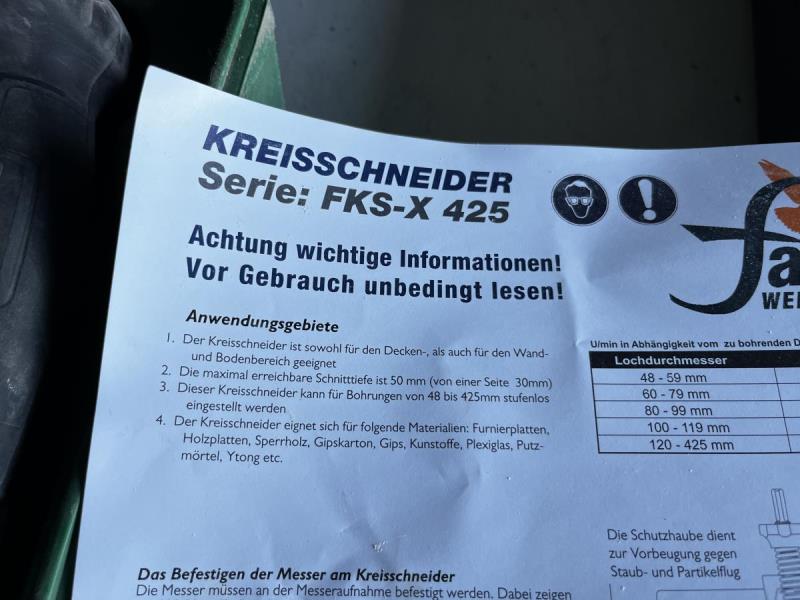 KREISSCHNEIDER
Serie: FKS-X 425
Achtung wichtige Informationen!
Vor Gebrauch unbedingt lesen!
Anwendungsgebiete
1. Der Kreisschneider ist sowohl für den Decken-, als auch für den Wand-
und Bodenbereich geeignet
2. Die maximal erreichbare Schnitttiefe ist 50 mm (von einer Seite 30mm)
3. Dieser Kreisschneider kann für Bohrungen von 48 bis 425mm stufenlos
eingestellt werden
4. Der Kreisschneider eignet sich für folgende Materialien: Furnierplatten,
Holzplatten, Sperrholz, Gipskarton, Gips, Kunstoffe, Plexiglas, Putz-
mörtel, Ytong etc.
U/min in Abhängigkeit vom zu bohrenden
Lochdurchmesser
48 - 59 mm
60 - 79 mm
80 - 99 mm
100 - 119 mm
120 - 425 mm
Die Schutzhaube dient
zur Vorbeugung gegen
Staub- und Partikelflug
Das Befestigen der Messer am Kreisschneider
Die Messer müssen an der Messeraufnahme befestigt werden. Dabei zeigen